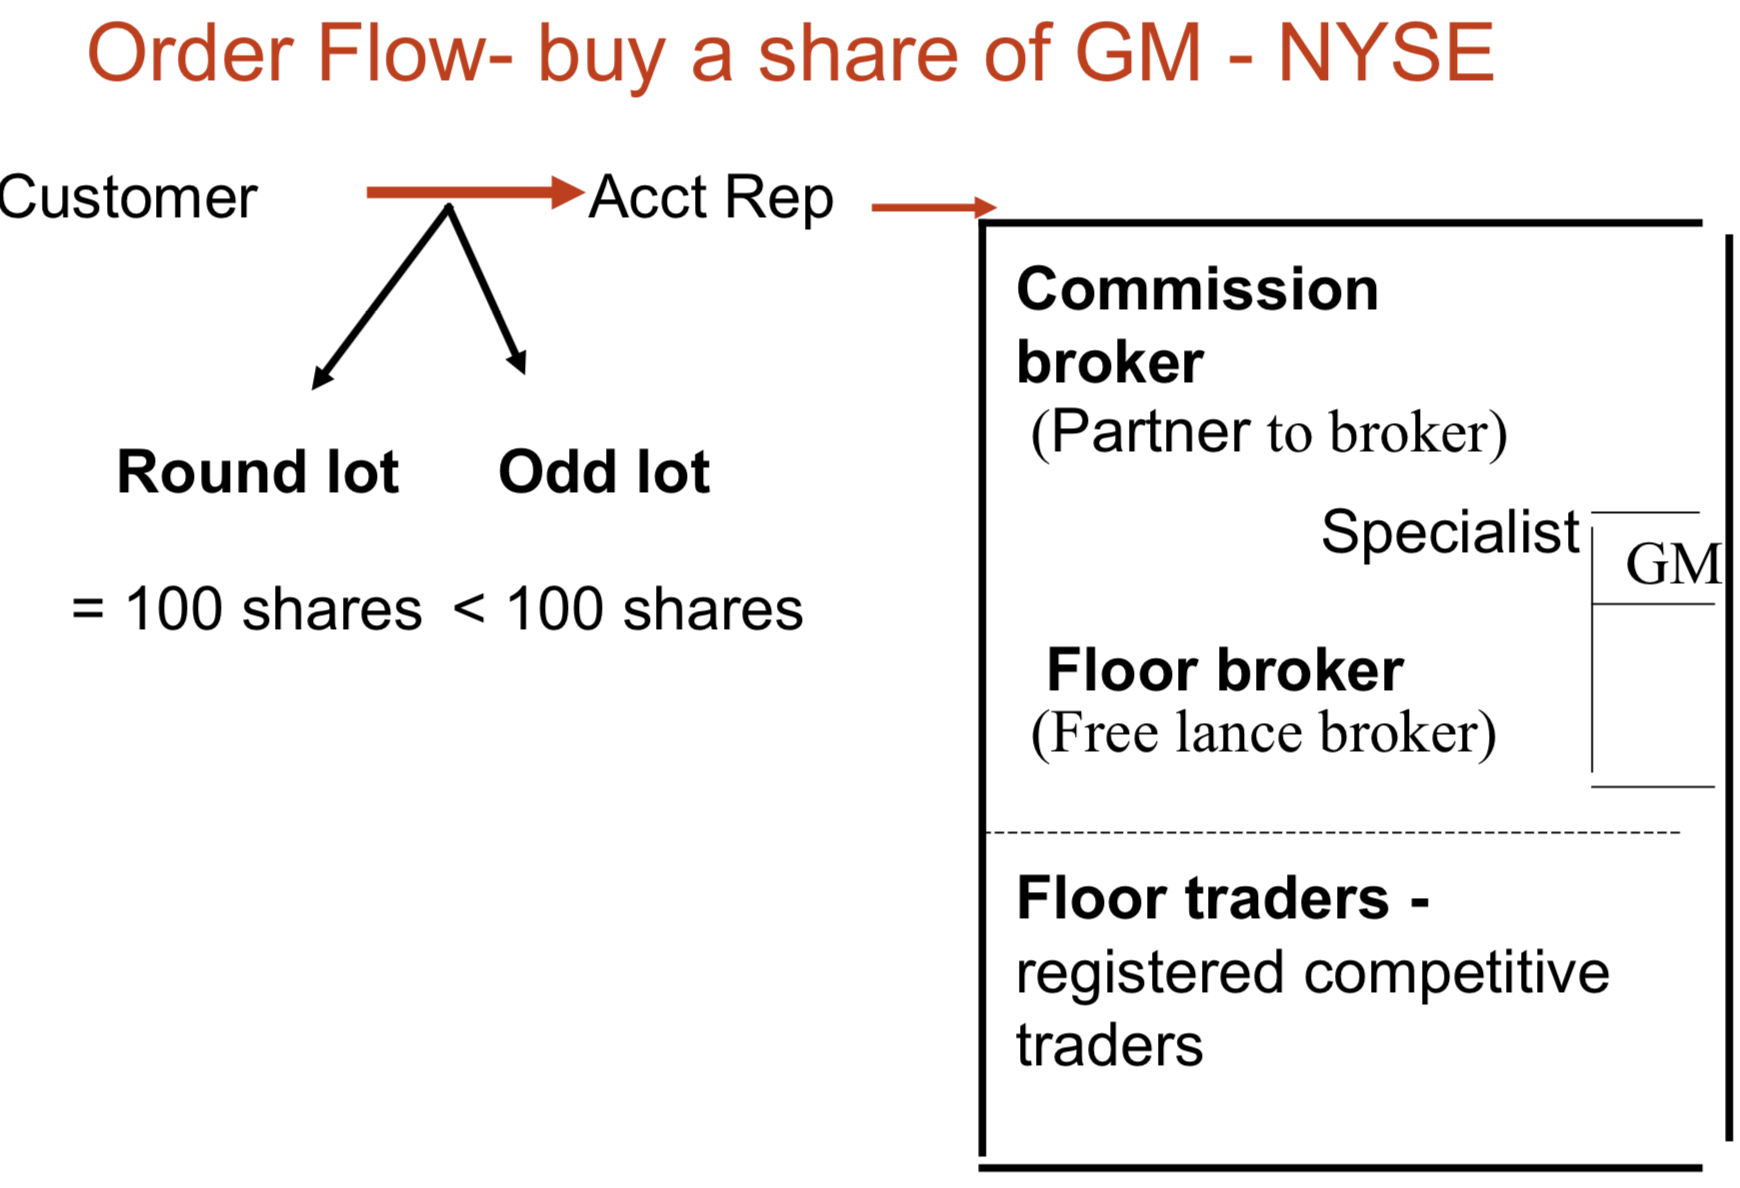 Order Flow- buy a share of GM - NYSE
Customer
Acct Rep
Round lot
Odd lot
= 100 shares
< 100 shares
Commission
broker
(Partner to broker)
Specialist
GM
Floor broker
(Free lance broker)
Floor traders -
registered competitive
traders